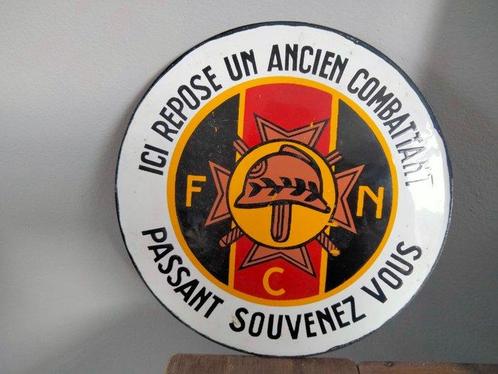 ICI REPOSE UN ANCIEN COMBATTANT
F N
C
PASSANT SOUVENEZ VOUS